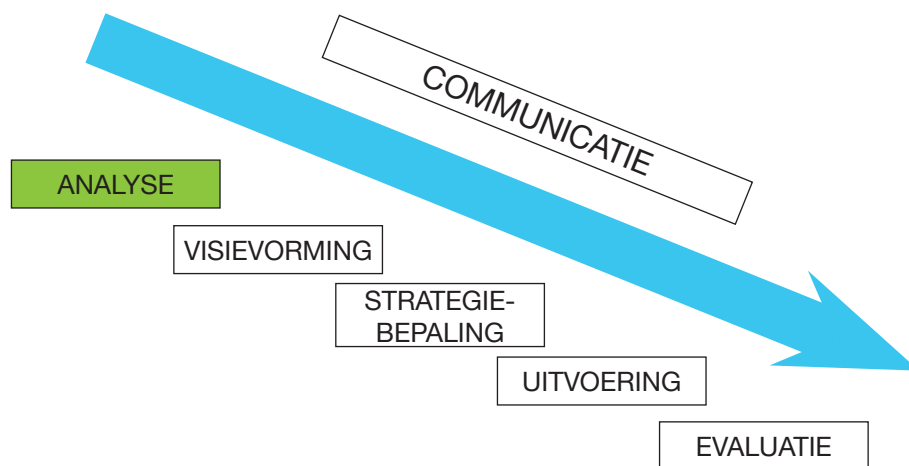 COMMUNICATIE
ANALYSE
VISIEVORMING
STRATEGIE-
BEPALING
UITVOERING
EVALUATIE